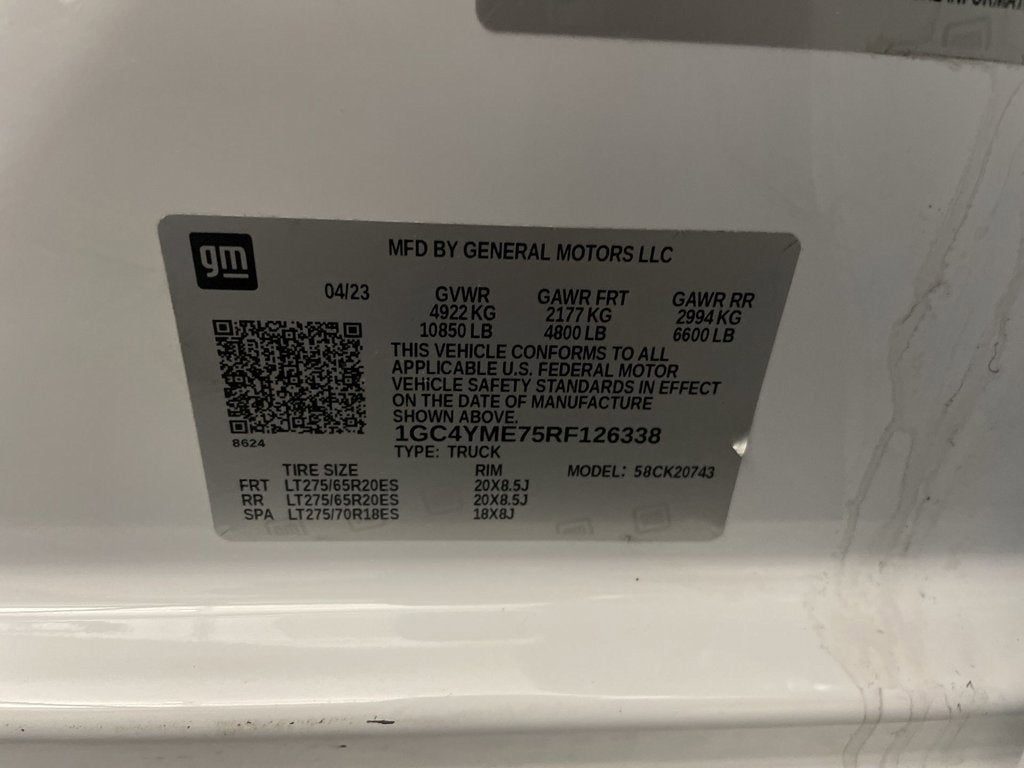 gm
MFD BY GENERAL MOTORS LLC
04/23
GVWR GAWR FRT GAWR RR
4922 KG 2177 KG 2994 KG
10850 LB 4800 LB 6600 LB
THIS VEHICLE CONFORMS TO ALL
APPLICABLE U.S. FEDERAL MOTOR
VEHICLE SAFETY STANDARDS IN EFFECT
ON THE DATE OF MANUFACTURE
SHOWN ABOVE.
8624
1GC4YME75RF126338
TYPE: TRUCK
TIRE SIZE RIM MODEL: 58CK20743
FRT LT275/65R20ES 20X8.5J
RR LT275/65R20ES 20X8.5J
SPA LT275/70R18ES 18X8J